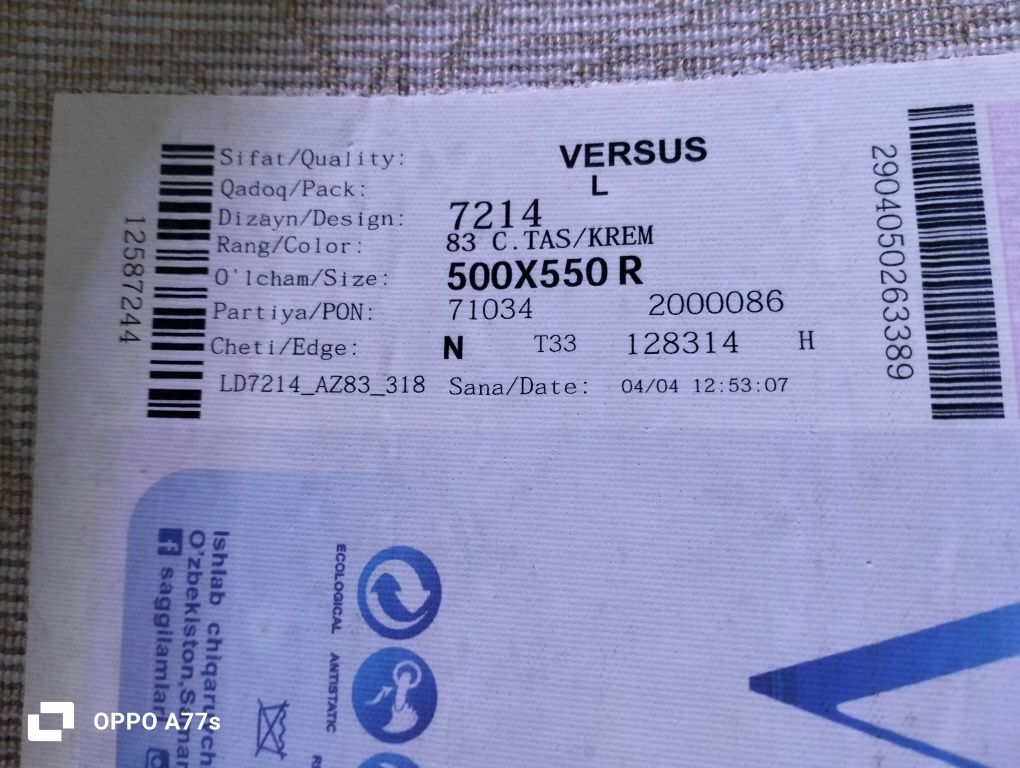 Sifat/Quality: VERSUS
Qadoq/Pack: L
Dizayn/Design: 7214
Rang/Color: 83 C.TAS/KREM
O'lcham/Size: 500X550 R
Partiya/PON: 71034 2000086
Cheti/Edge: N T33 128314 H
LD7214_AZ83_318 Sana/Date: 04/04 12:53:07
12587244
2904050263389
Ishlab
O'zbekiston,
saggilamlar
ECOLOGICAL
ANTISTATIC
OPPO A77s